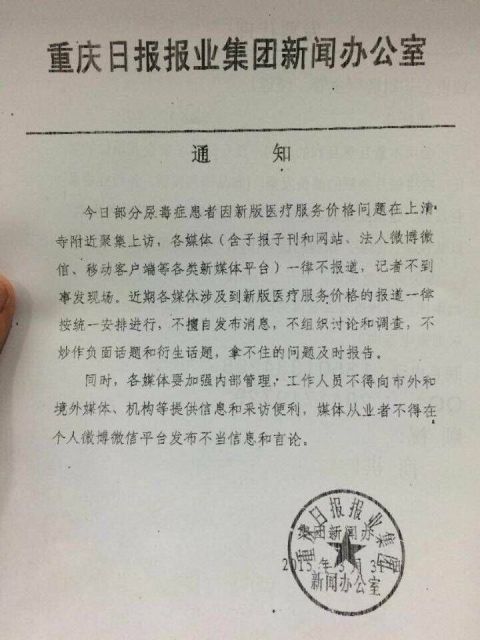 重庆日报报业集团新闻办公室
通 知
今日部分尿毒症患者因新版医疗服务价格问题在上清
寺附近聚集上访，各媒体（含子报子刊和网站、法人微博微
信、移动客户端等各类新媒体平台）一律不报道，记者不到
事发现场。近期各媒体涉及到新版医疗服务价格的报道一律
按统一安排进行，不擅自发布消息，不组织讨论和调查，不
炒作负面话题和衍生话题，拿不住的问题及时报告。
同时，各媒体要加强内部管理，工作人员不得向市外和
境外媒体、机构等提供信息和采访便利，媒体从业者不得在
个人微博微信平台发布不当信息和言论。
重庆日报报业集团
集团新闻办
2015 年 3 月 31
新闻办公室